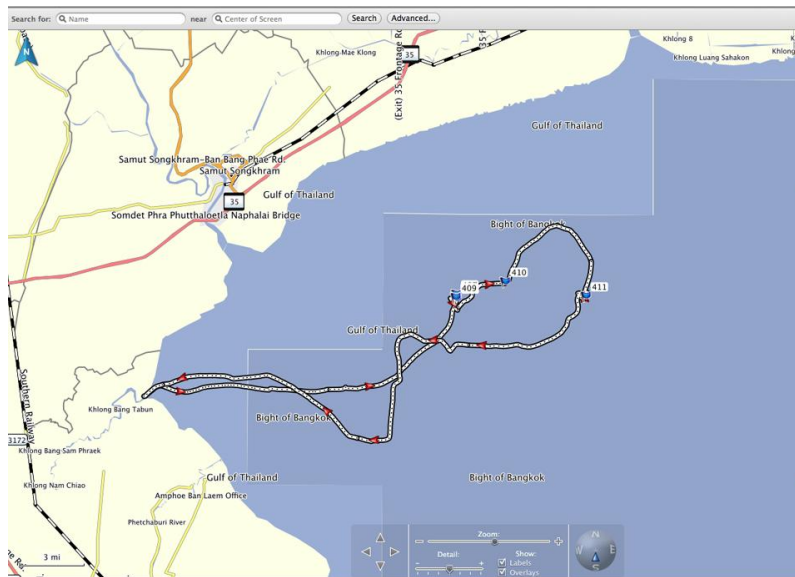 Search for: Name near Center of Screen Search Advanced...
Khlong 8
Khlong-Mae Klong
35
Khlong Luang Sahakon
(Exit) 35 Frontage Rd
Gulf of Thailand
Samut Songkhram-Ban Bang Phae Rd.
Samut Songkhram
Gulf of Thailand
35
Somdet Phra Phutthaloetla Naphalai Bridge
Bight of Bangkok
410
409
411
Gulf of Thailand
Southern Railway
Khlong Bang Tabun
Bight of Bangkok
3172
Khlong Bang-Sam Phraek
Gulf of Thailand
Bight of Bangkok
Khlong Nam Chiao
Amphoe Ban Laem Office
Phetchaburi River
3 mi
Zoom:
Detail:
Show:
Labels
Overlays
N
W
E
S